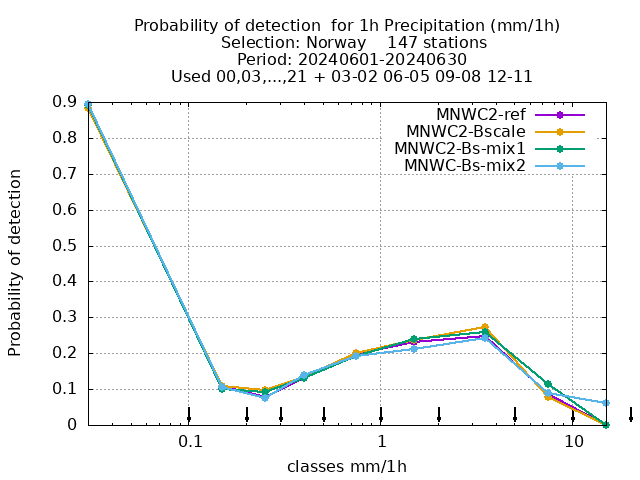 Probability of detection  for 1h Precipitation (mm/1h)
Selection: Norway    147 stations
Period: 20240601-20240630
Used 00,03,...,21 + 03-02 06-05 09-08 12-11
MNWC2-ref
MNWC2-Bscale
MNWC2-Bs-mix1
MNWC-Bs-mix2
Probability of detection
0.9
0.8
0.7
0.6
0.5
0.4
0.3
0.2
0.1
0
0.1
1
10
classes mm/1h